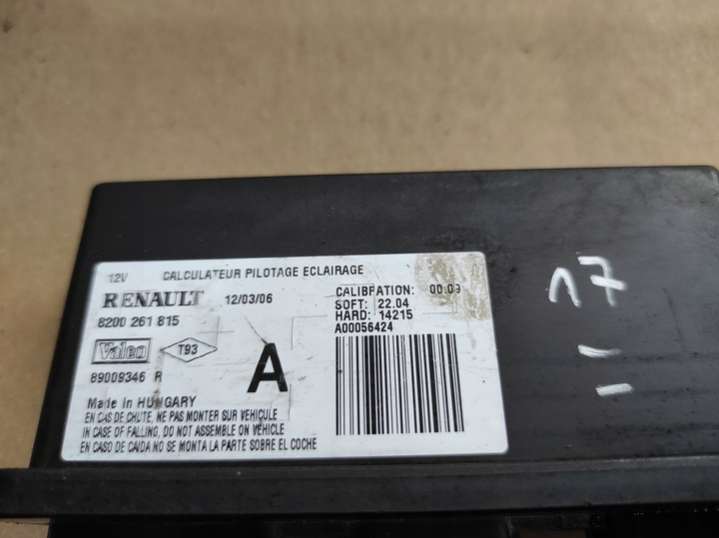 12V CALCULATEUR PILOTAGE ECLAIRAGE
RENAULT 12/03/06
8200 261 815
Valeo T93
89009346 R
A
CALIBRATION: 00.03
SOFT: 22.04
HARD: 14215
A00056424
Made in HUNGARY
EN CAS DE CHUTE, NE PAS MONTER SUR VEHICULE
IN CASE OF FALLING, DO NOT ASSEMBLE ON VEHICLE
EN CASO DE CAIDA NO SE MONTA LA PARTE SOBRE EL COCHE
17